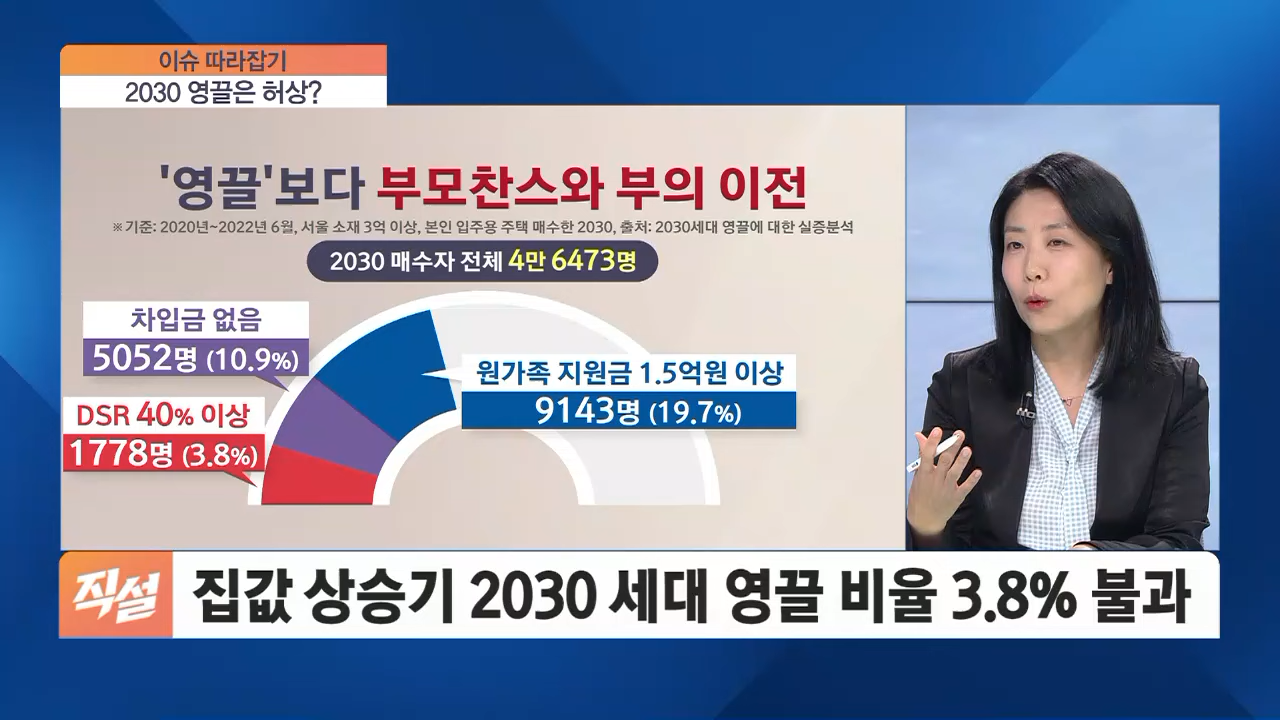 이슈 따라잡기
2030 영끌은 허상?
'영끌'보다 부모찬스와 부의 이전
※ 기준: 2020년~2022년 6월, 서울 소재 3억 이상, 본인 입주용 주택 매수한 2030, 출처: 2030세대 영끌에 대한 실증분석
2030 매수자 전체 4만 6473명
차입금 없음
5052명 (10.9%)
원가족 지원금 1.5억원 이상
9143명 (19.7%)
DSR 40% 이상
1778명 (3.8%)
직설
집값 상승기 2030 세대 영끌 비율 3.8% 불과